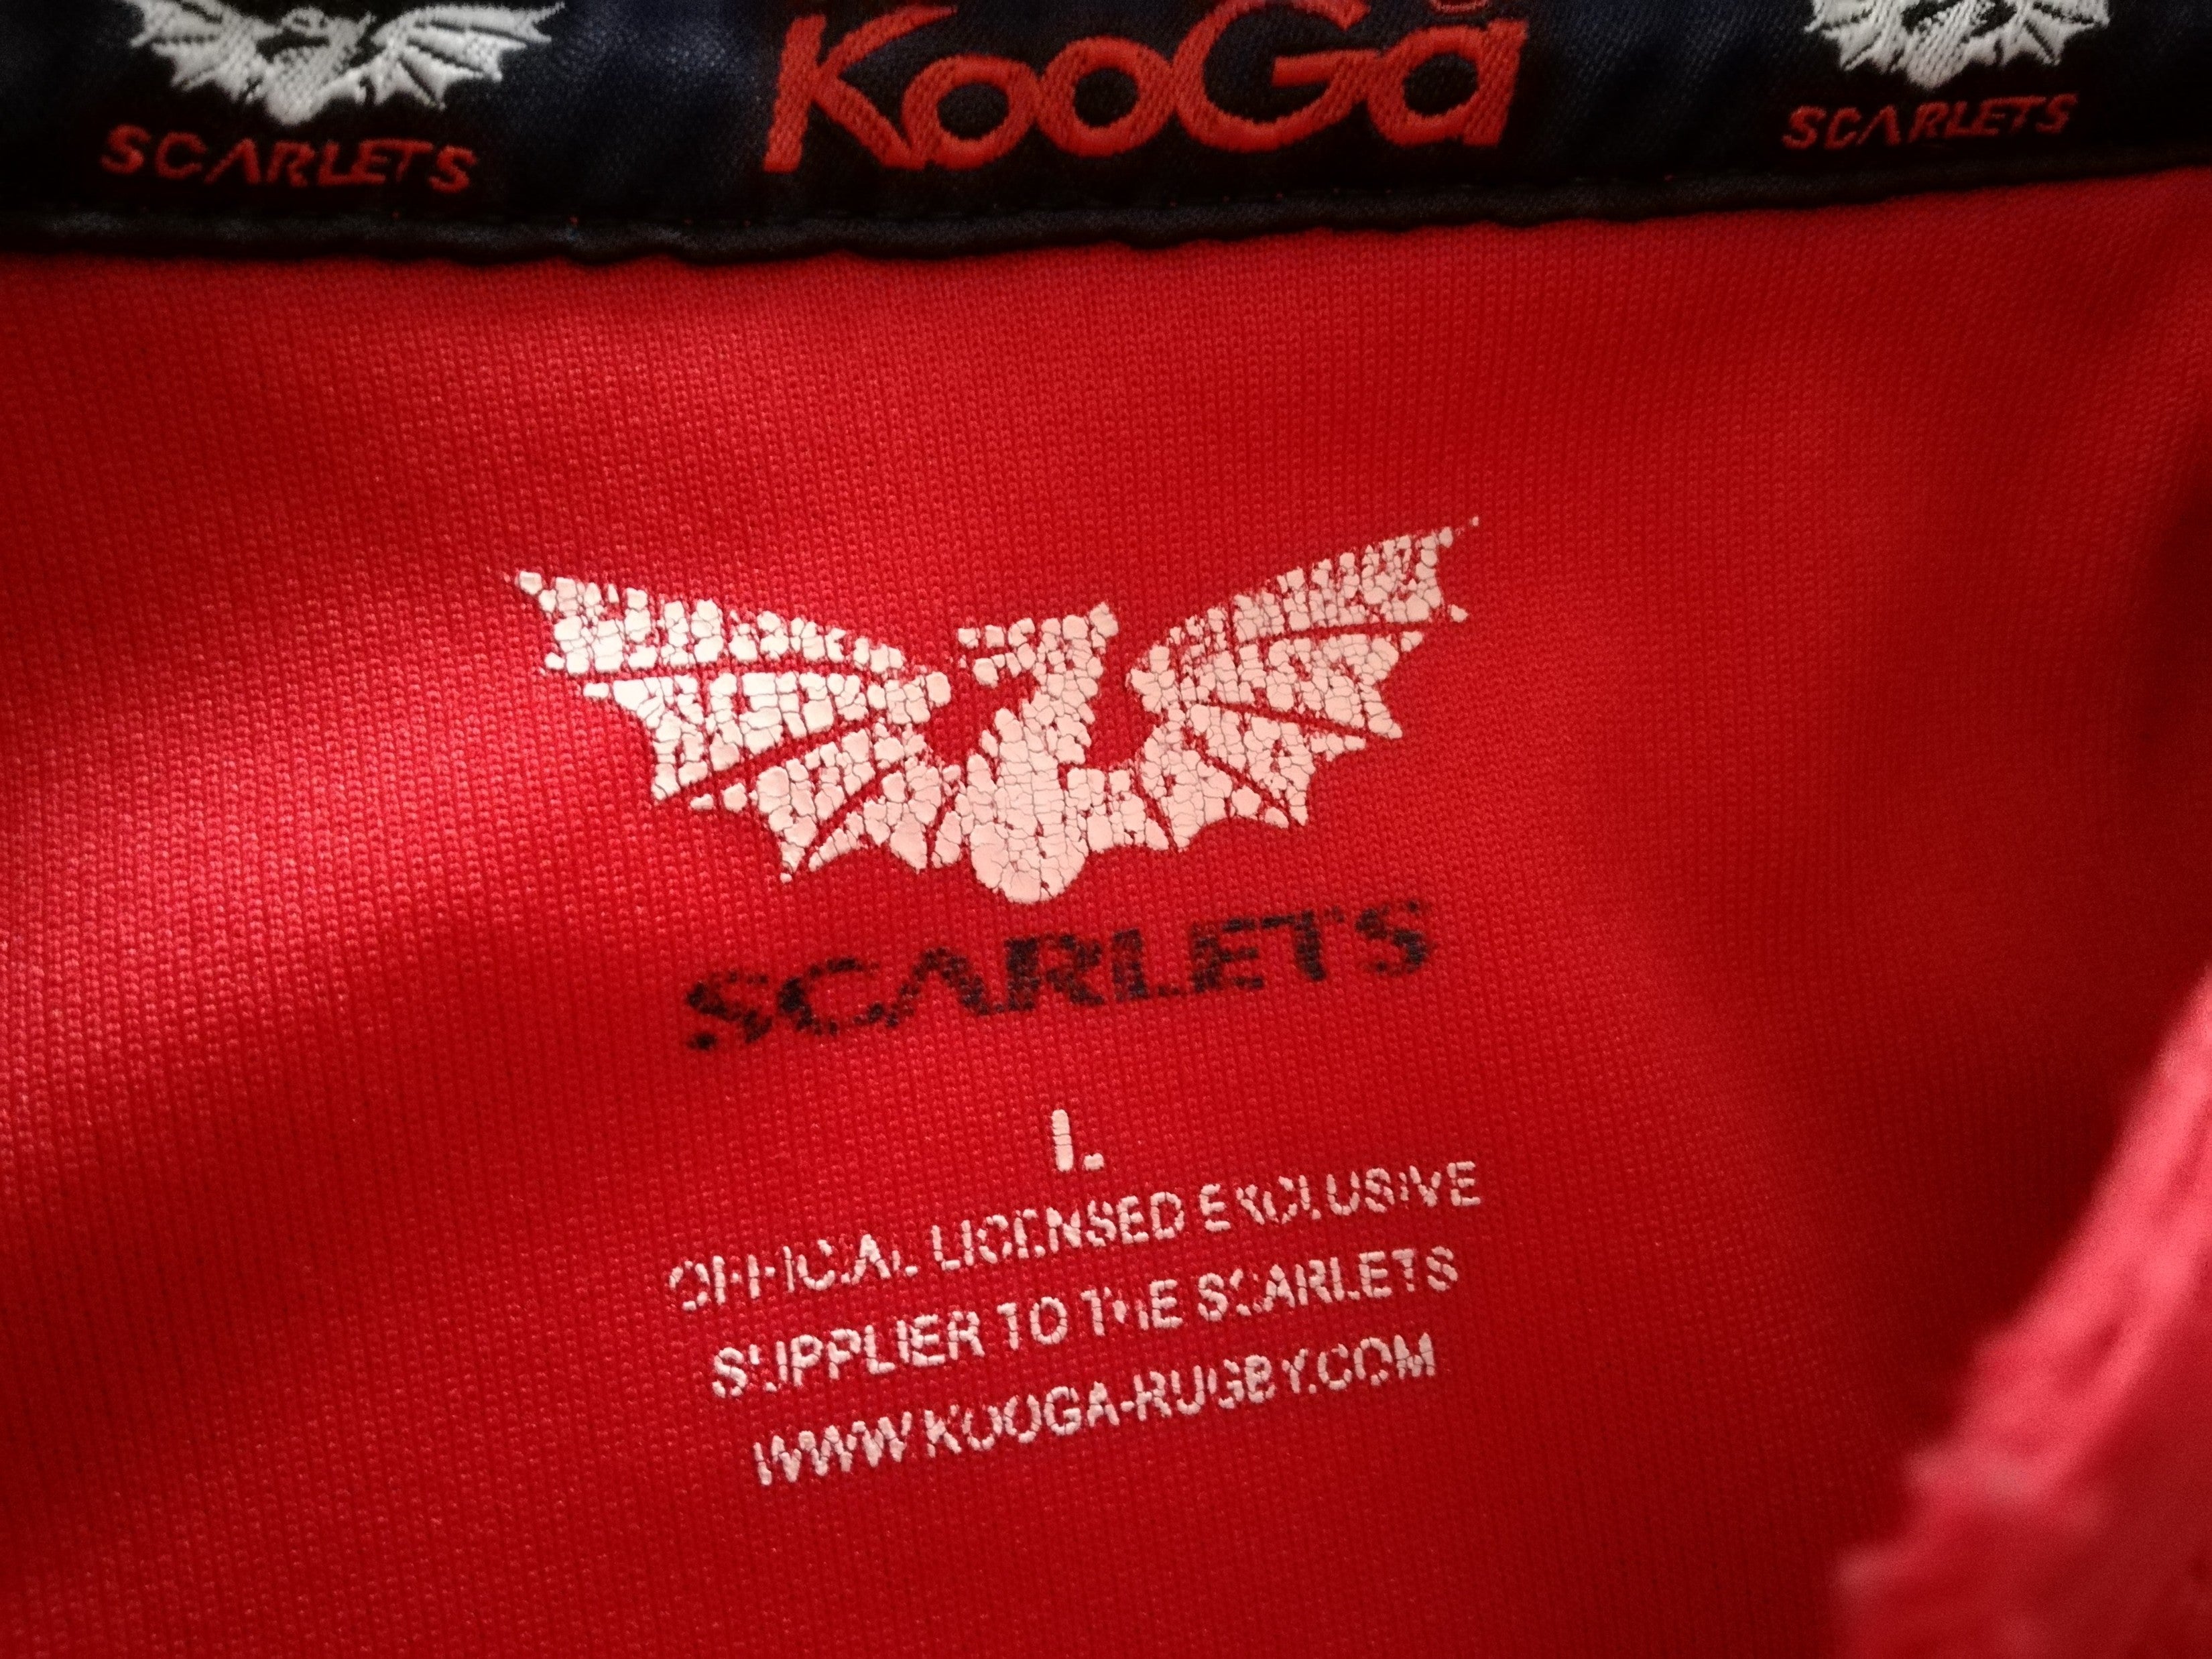 SCARLETS KooGa SCARLETS
SCARLETS
L
OFFICIAL LICENSED EXCLUSIVE
SUPPLIER TO THE SCARLETS
WWW.KOOGA-RUGBY.COM